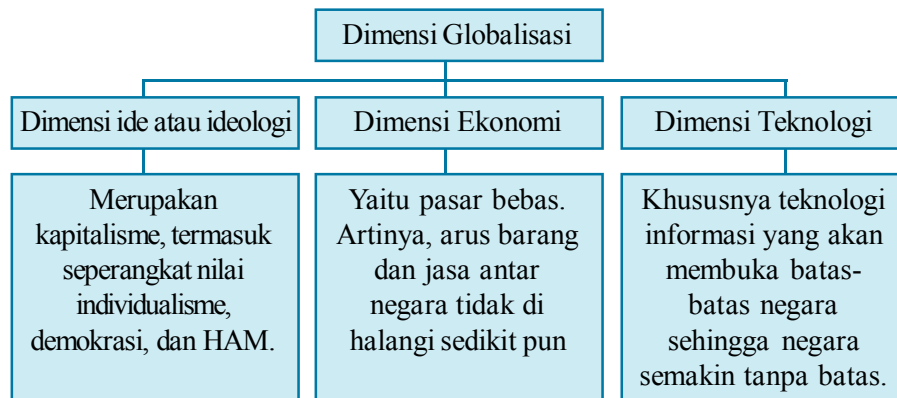 Dimensi Globalisasi
Dimensi ide atau ideologi
Dimensi Ekonomi
Dimensi Teknologi
Merupakan
kapitalisme, termasuk
seperangkat nilai
individualisme,
demokrasi, dan HAM.
Yaitu pasar bebas.
Artinya, arus barang
dan jasa antar
negara tidak di
halangi sedikit pun
Khususnya teknologi
informasi yang akan
membuka batas-
batas negara
sehingga negara
semakin tanpa batas.